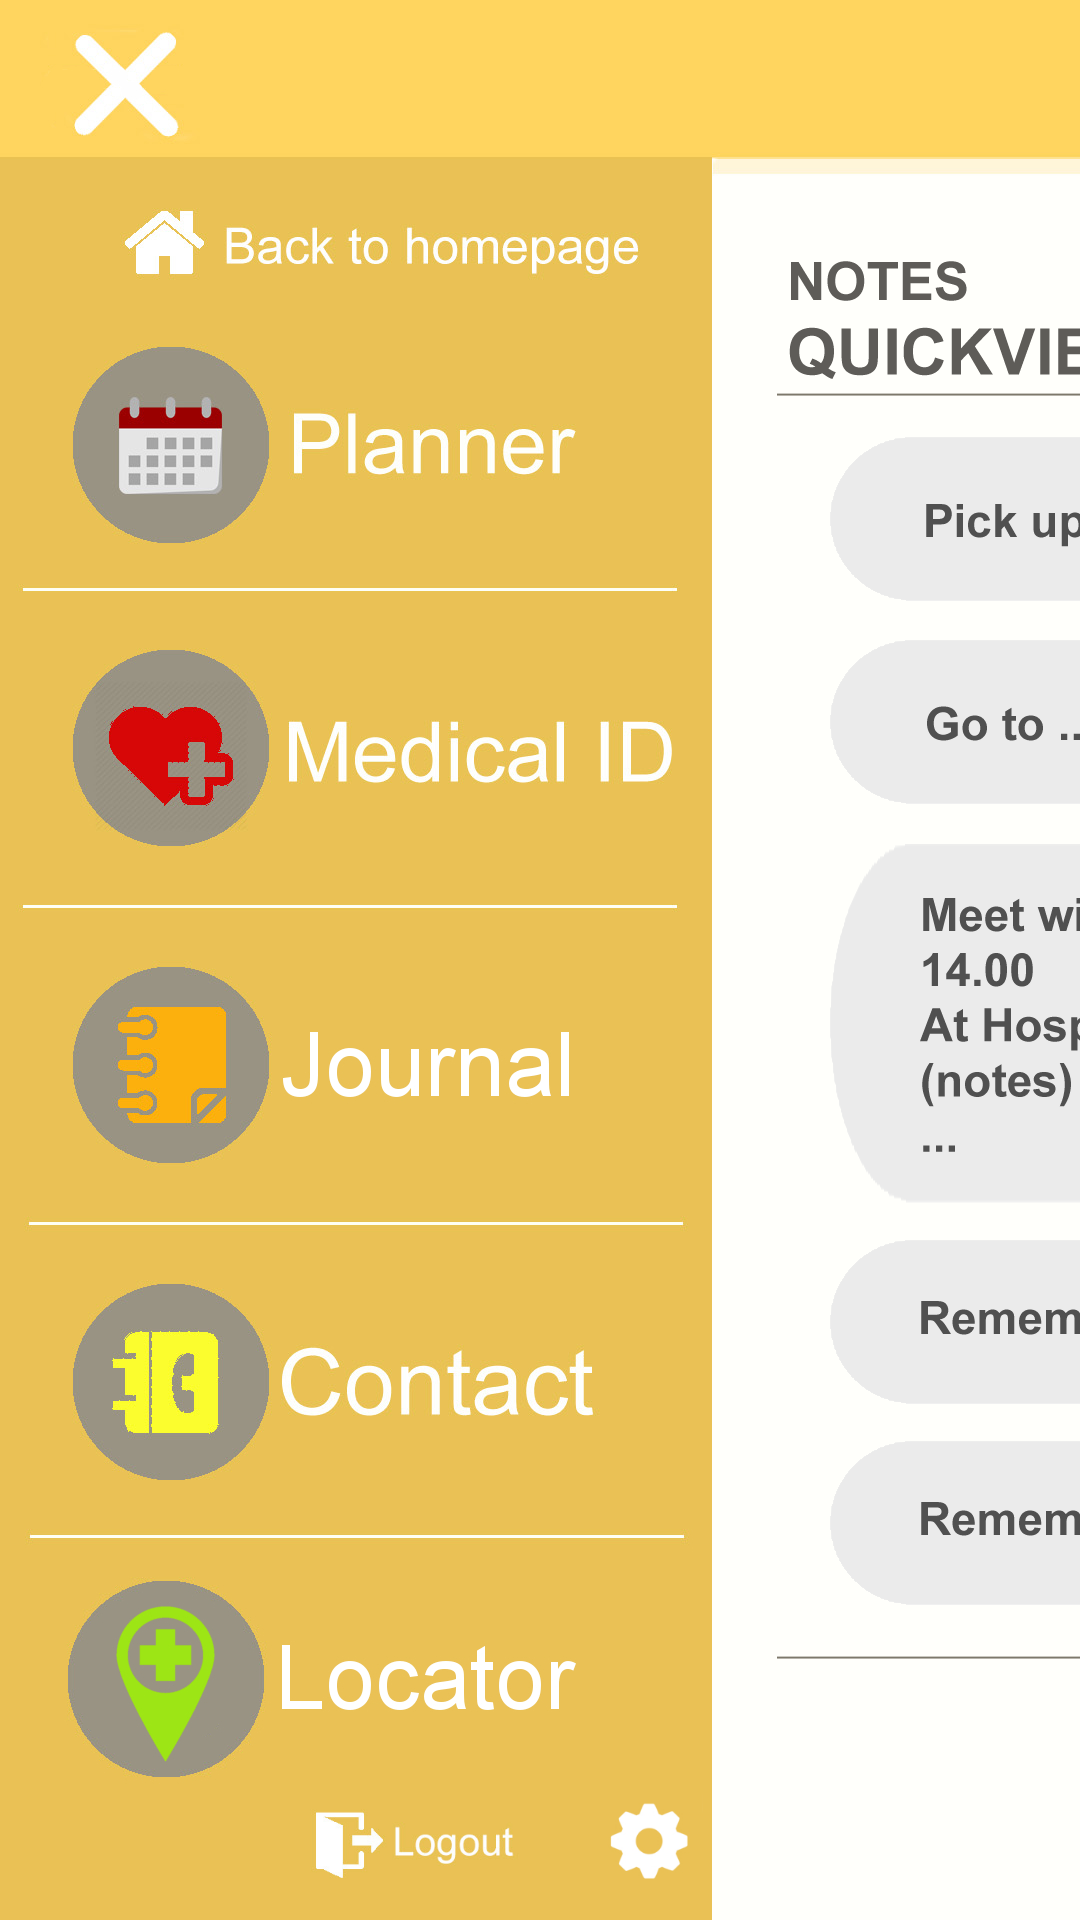 Back to homepage
Planner
Medical ID
Journal
Contact
Locator
Logout
NOTES
QUICKVIE
Pick up
Go to ..
Meet wi
14.00
At Hosp
(notes)
...
Remem
Remem